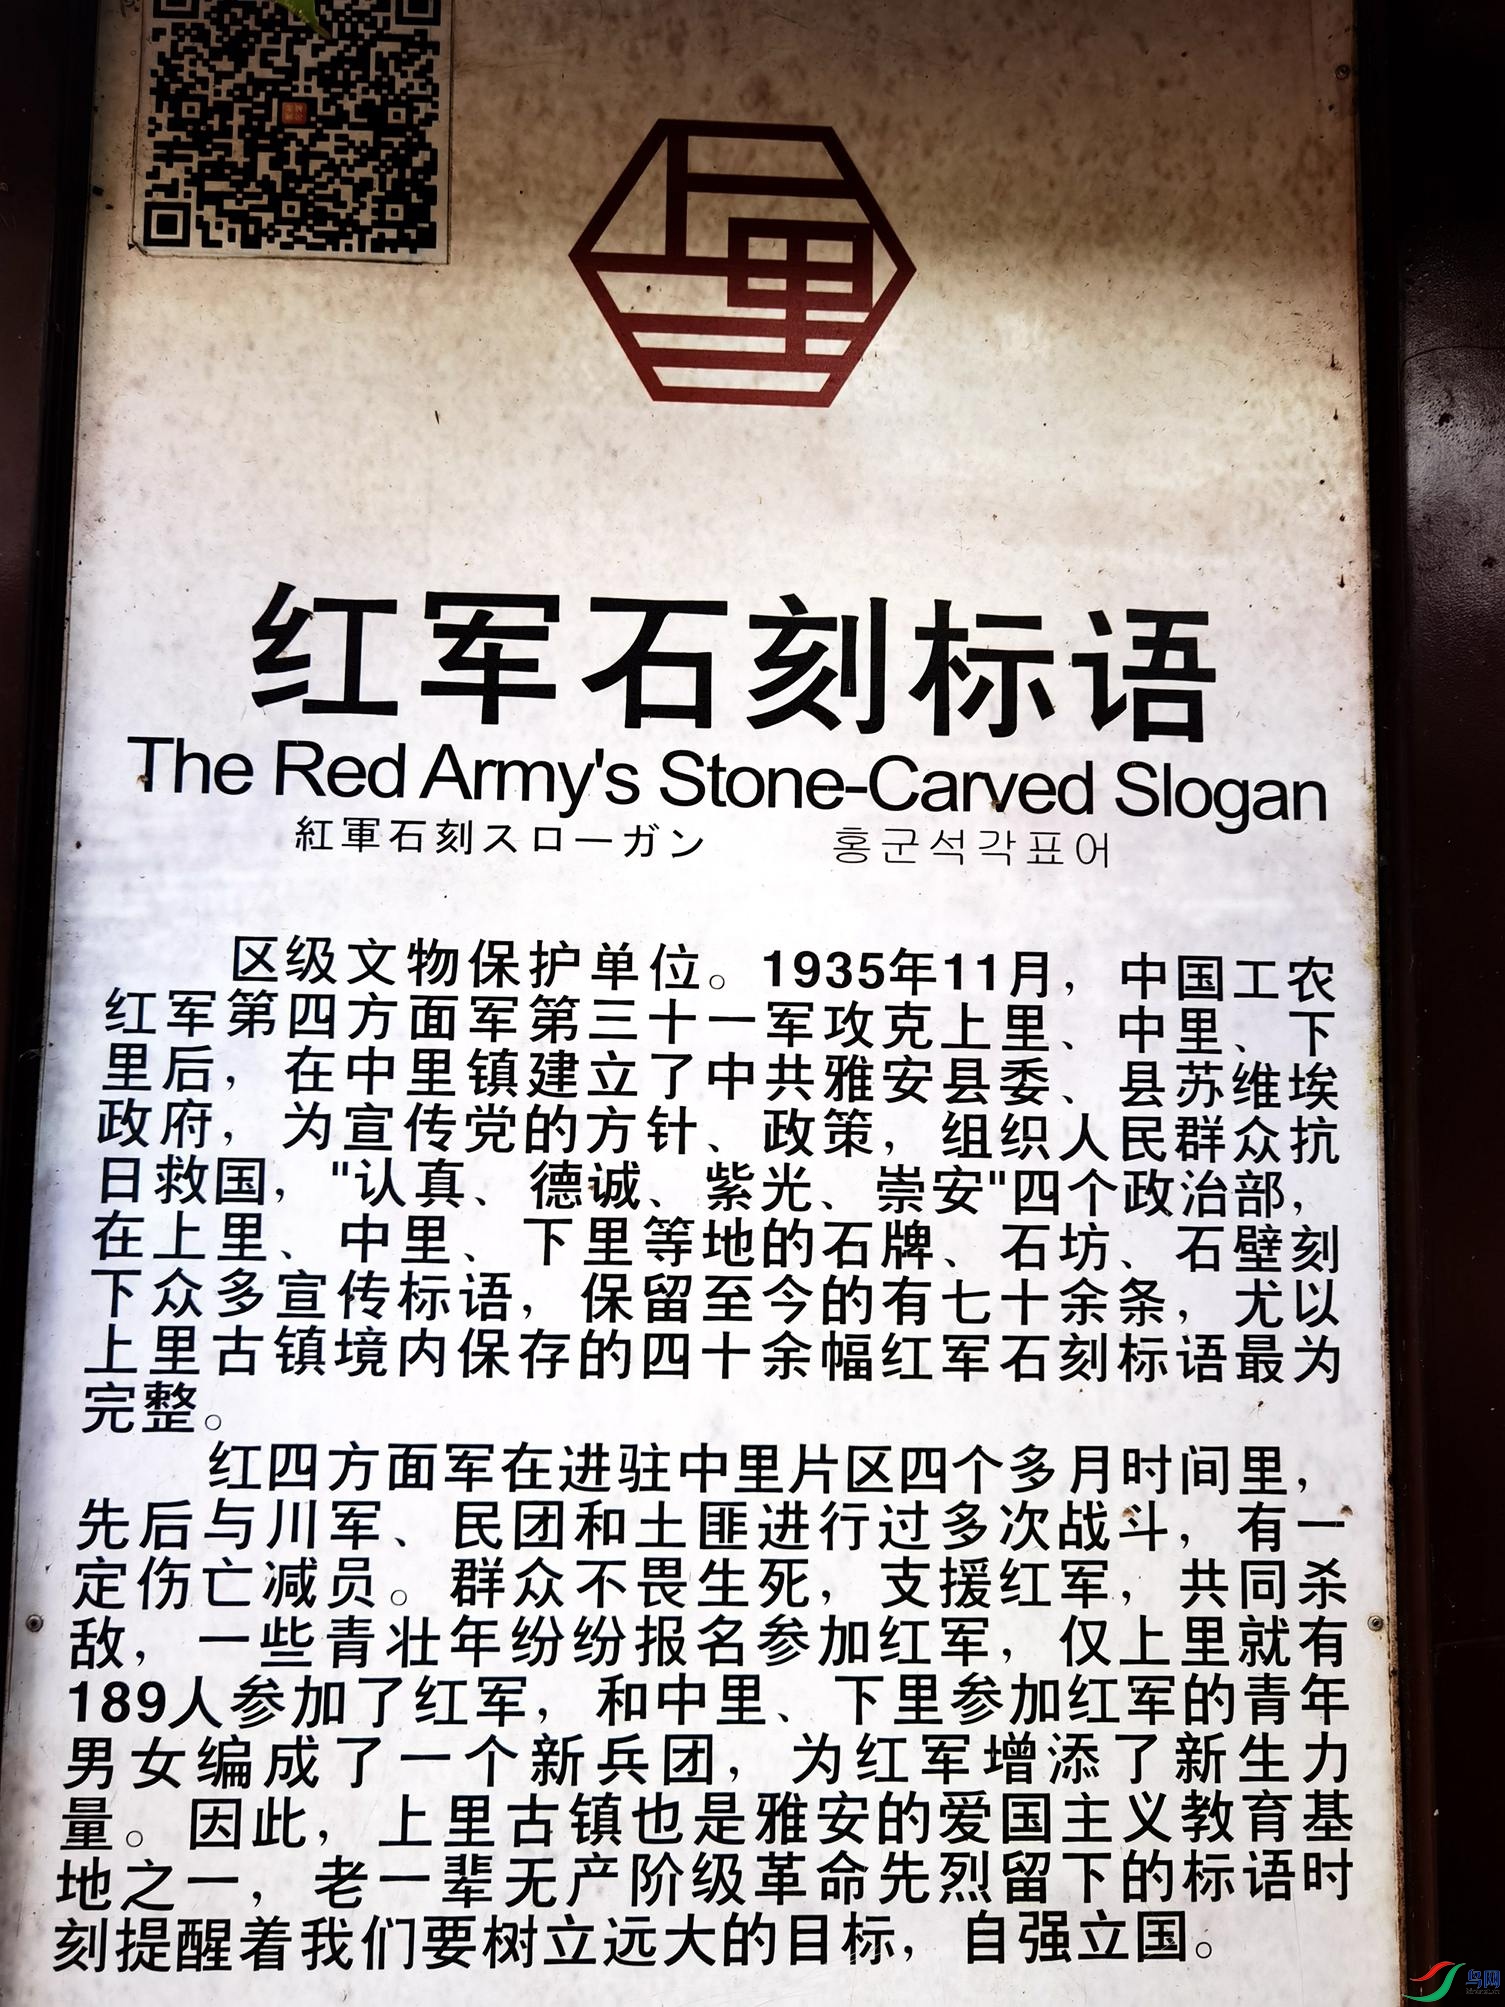 上里
红军石刻标语
The Red Army's Stone-Carved Slogan
紅軍石刻スローガン 홍군석각표어
区级文物保护单位。1935年11月，中国工农
红军第四方面军第三十一军攻克上里、中里、下
里后，在中里镇建立了中共雅安县委、县苏维埃
政府，为宣传党的方针、政策，组织人民群众抗
日救国，"认真、德诚、紫光、崇安"四个政治部，
在上里、中里、下里等地的石牌、石坊、石壁刻
下众多宣传标语，保留至今的有七十余条，尤以
上里古镇境内保存的四十余幅红军石刻标语最为
完整。
红四方面军在进驻中里片区四个多月时间里，
先后与川军、民团和土匪进行过多次战斗，有一
定伤亡减员。群众不畏生死，支援红军，共同杀
敌，一些青壮年纷纷报名参加红军，仅上里就有
189人参加了红军，和中里、下里参加红军的青年
男女编成了一个新兵团，为红军增添了新生力
量。因此，上里古镇也是雅安的爱国主义教育基
地之一，老一辈无产阶级革命先烈留下的标语时
刻提醒着我们要树立远大的目标，自强立国。
鸟网